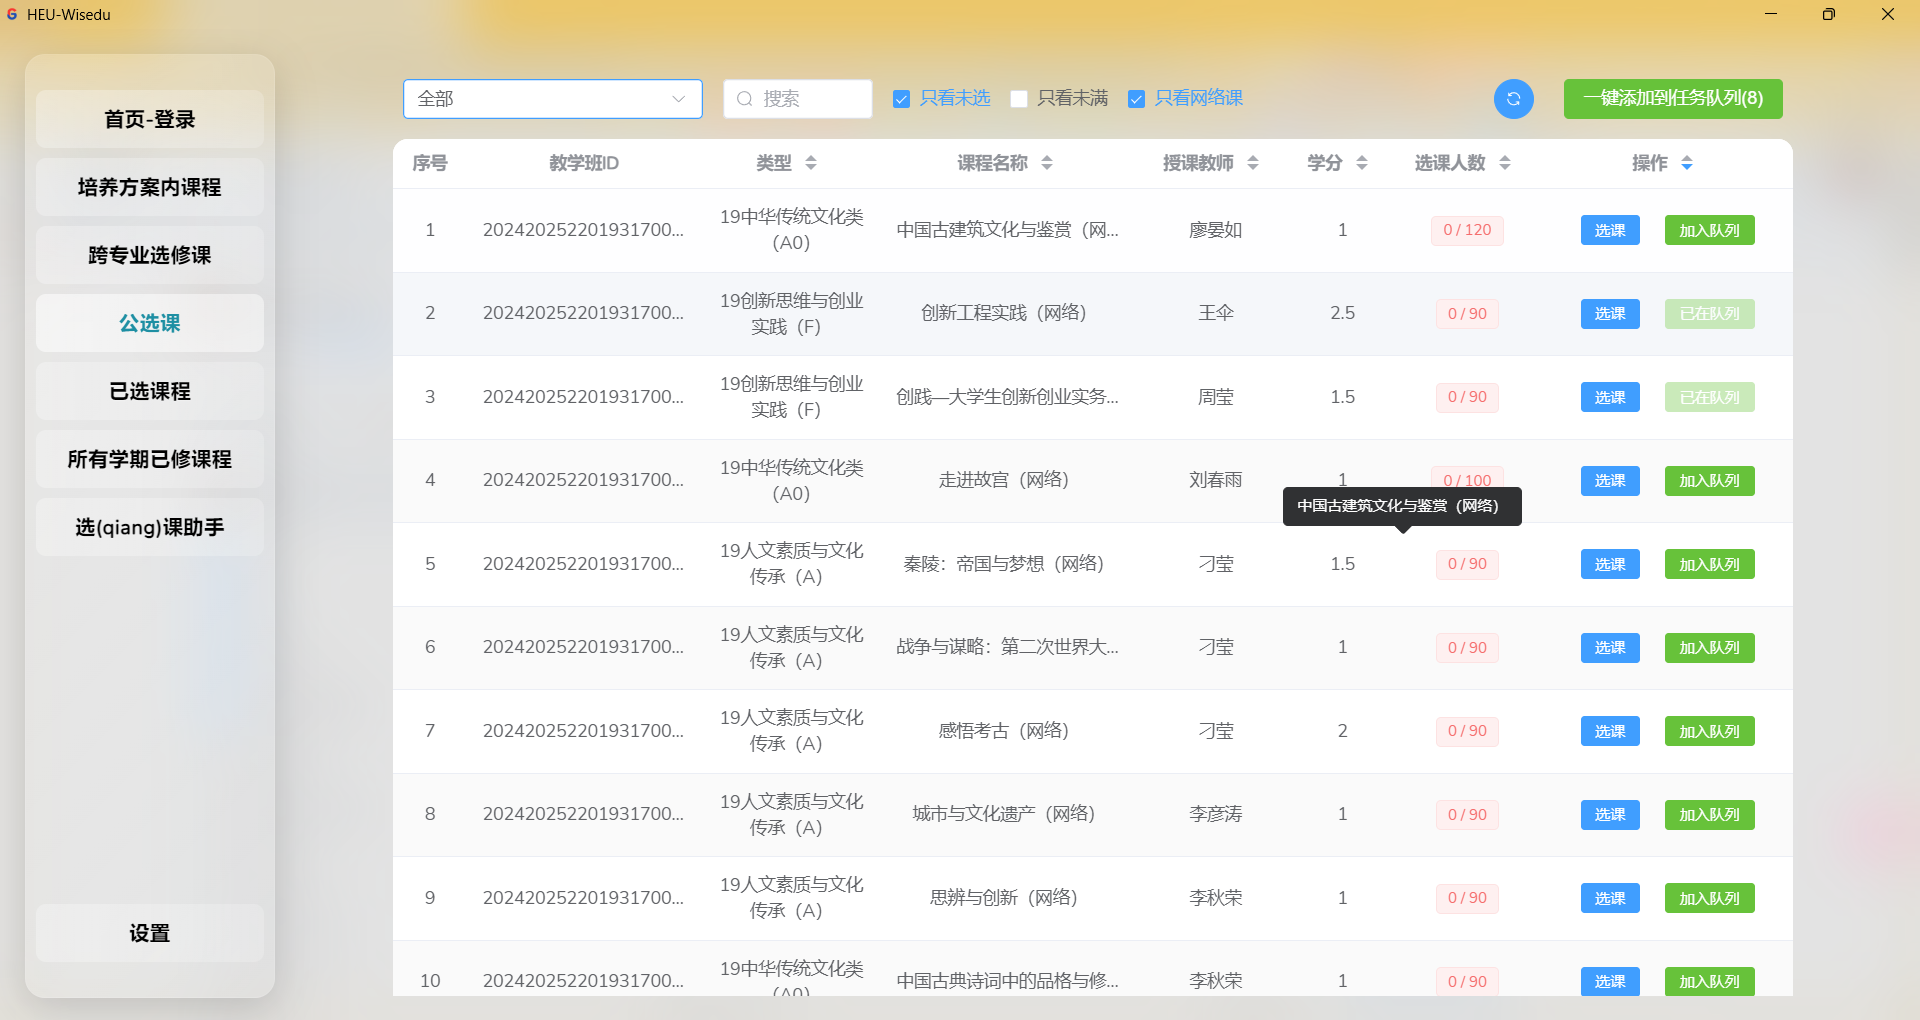 HEU-Wisedu
首页-登录
培养方案内课程
跨专业选修课
公选课
已选课程
所有学期已修课程
选(qiang)课助手
设置
全部
搜索
只看未选
只看未满
只看网络课
一键添加到任务队列(8)
序号 教学班ID 类型 课程名称 授课教师 学分 选课人数 操作
1 202420252201931700... 19中华传统文化类 (A0) 中国古建筑文化与鉴赏（网... 廖晏如 1 0 / 120 选课 加入队列
2 202420252201931700... 19创新思维与创业实践（F） 创新工程实践（网络） 王伞 2.5 0 / 90 选课 已在队列
3 202420252201931700... 19创新思维与创业实践（F） 创践—大学生创新创业实务... 周莹 1.5 0 / 90 选课 已在队列
4 202420252201931700... 19中华传统文化类 (A0) 走进故宫（网络） 刘春雨 1 0 / 100 选课 加入队列
中国古建筑文化与鉴赏（网络）
5 202420252201931700... 19人文素质与文化传承（A） 秦陵：帝国与梦想（网络） 刁莹 1.5 0 / 90 选课 加入队列
6 202420252201931700... 19人文素质与文化传承（A） 战争与谋略：第二次世界大... 刁莹 1 0 / 90 选课 加入队列
7 202420252201931700... 19人文素质与文化传承（A） 感悟考古（网络） 刁莹 2 0 / 90 选课 加入队列
8 202420252201931700... 19人文素质与文化传承（A） 城市与文化遗产（网络） 李彦涛 1 0 / 90 选课 加入队列
9 202420252201931700... 19人文素质与文化传承（A） 思辨与创新（网络） 李秋荣 1 0 / 90 选课 加入队列
10 202420252201931700... 19中华传统文化类 (A0) 中国古典诗词中的品格与修... 李秋荣 1 0 / 90 选课 加入队列